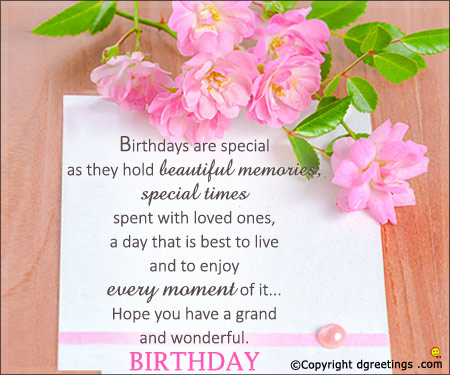 Birthdays are special
as they hold beautiful memories,
special times
spent with loved ones,
a day that is best to live
and to enjoy
every moment of it...
Hope you have a grand
and wonderful.
BIRTHDAY
©Copyright dgreetings .com